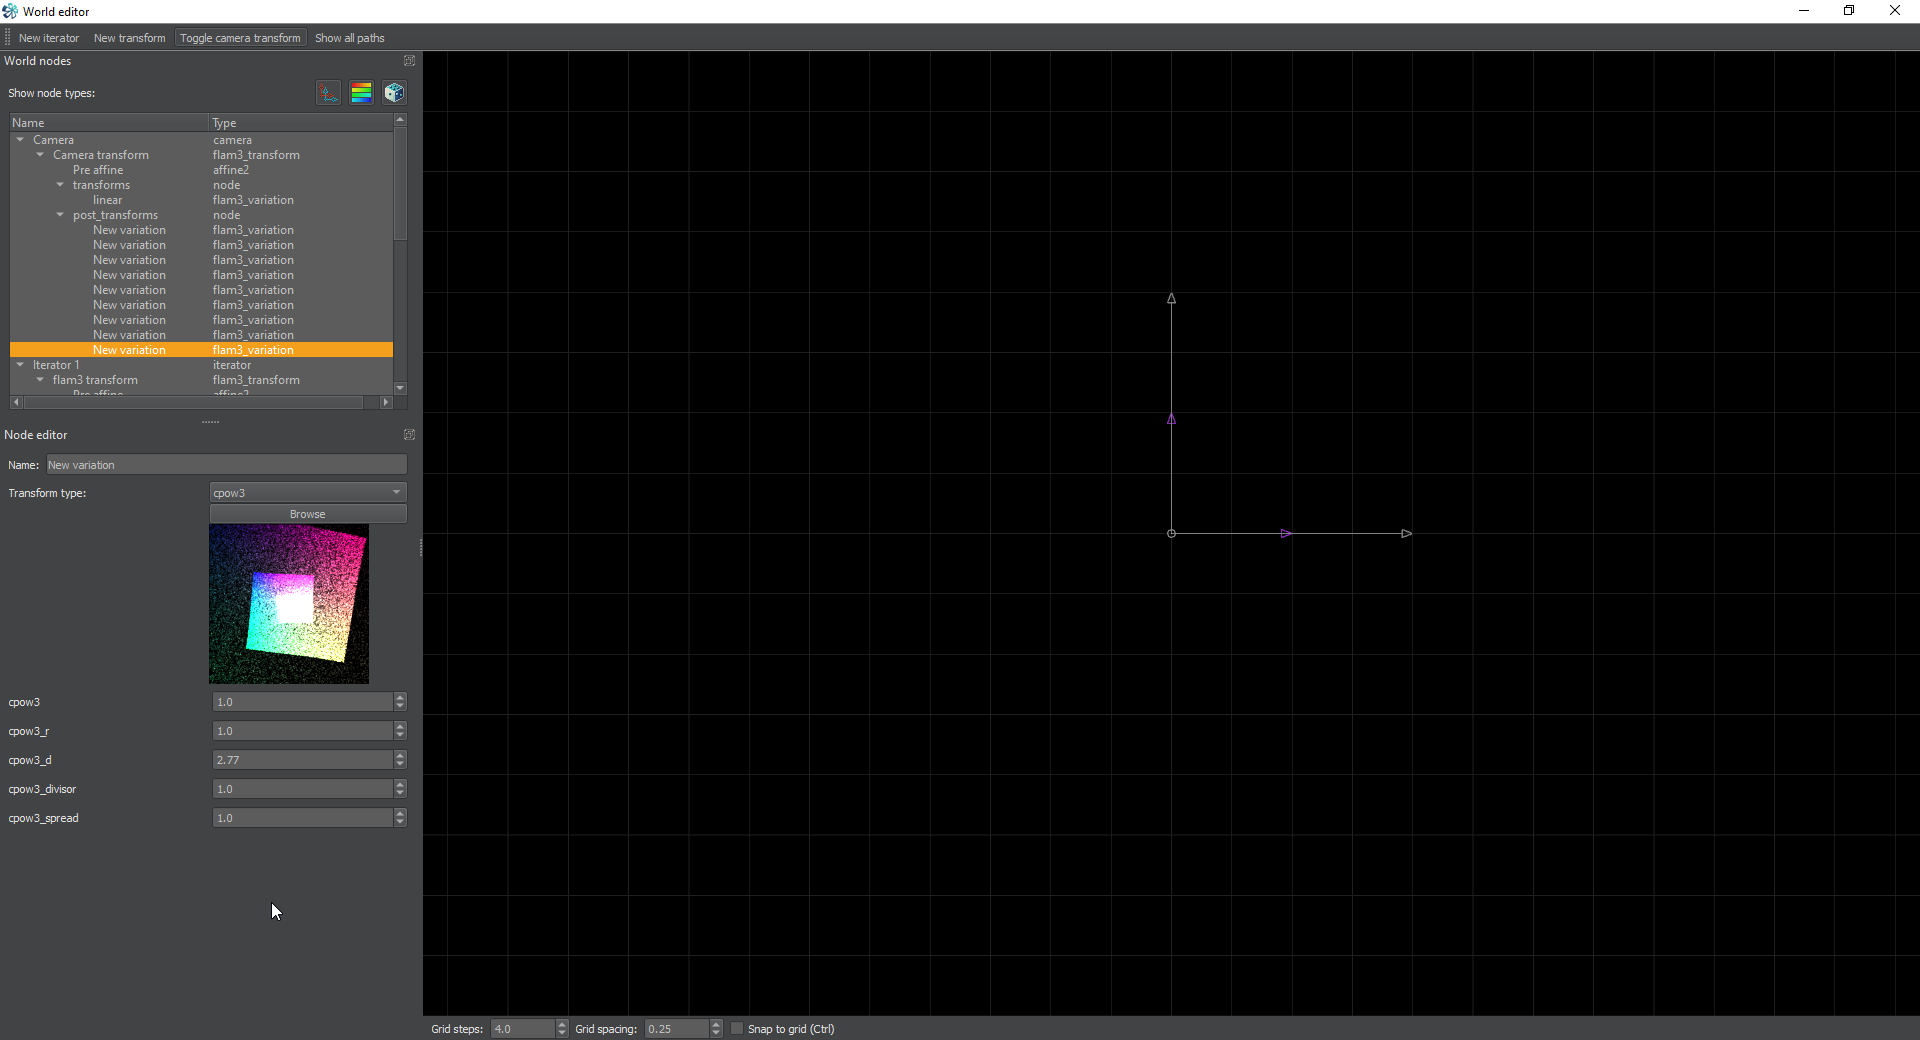 World editor
New iterator New transform Toggle camera transform Show all paths
World nodes
Show node types:
Name Type
Camera camera
Camera transform flam3_transform
Pre affine affine2
transforms node
linear flam3_variation
post_transforms node
New variation flam3_variation
New variation flam3_variation
New variation flam3_variation
New variation flam3_variation
New variation flam3_variation
New variation flam3_variation
New variation flam3_variation
New variation flam3_variation
New variation flam3_variation
Iterator 1 iterator
flam3 transform flam3_transform
Pre affine affine2
Node editor
Name: New variation
Transform type: cpow3
Browse
cpow3 1.0
cpow3_r 1.0
cpow3_d 2.77
cpow3_divisor 1.0
cpow3_spread 1.0
Grid steps: 4.0 Grid spacing: 0.25 Snap to grid (Ctrl)